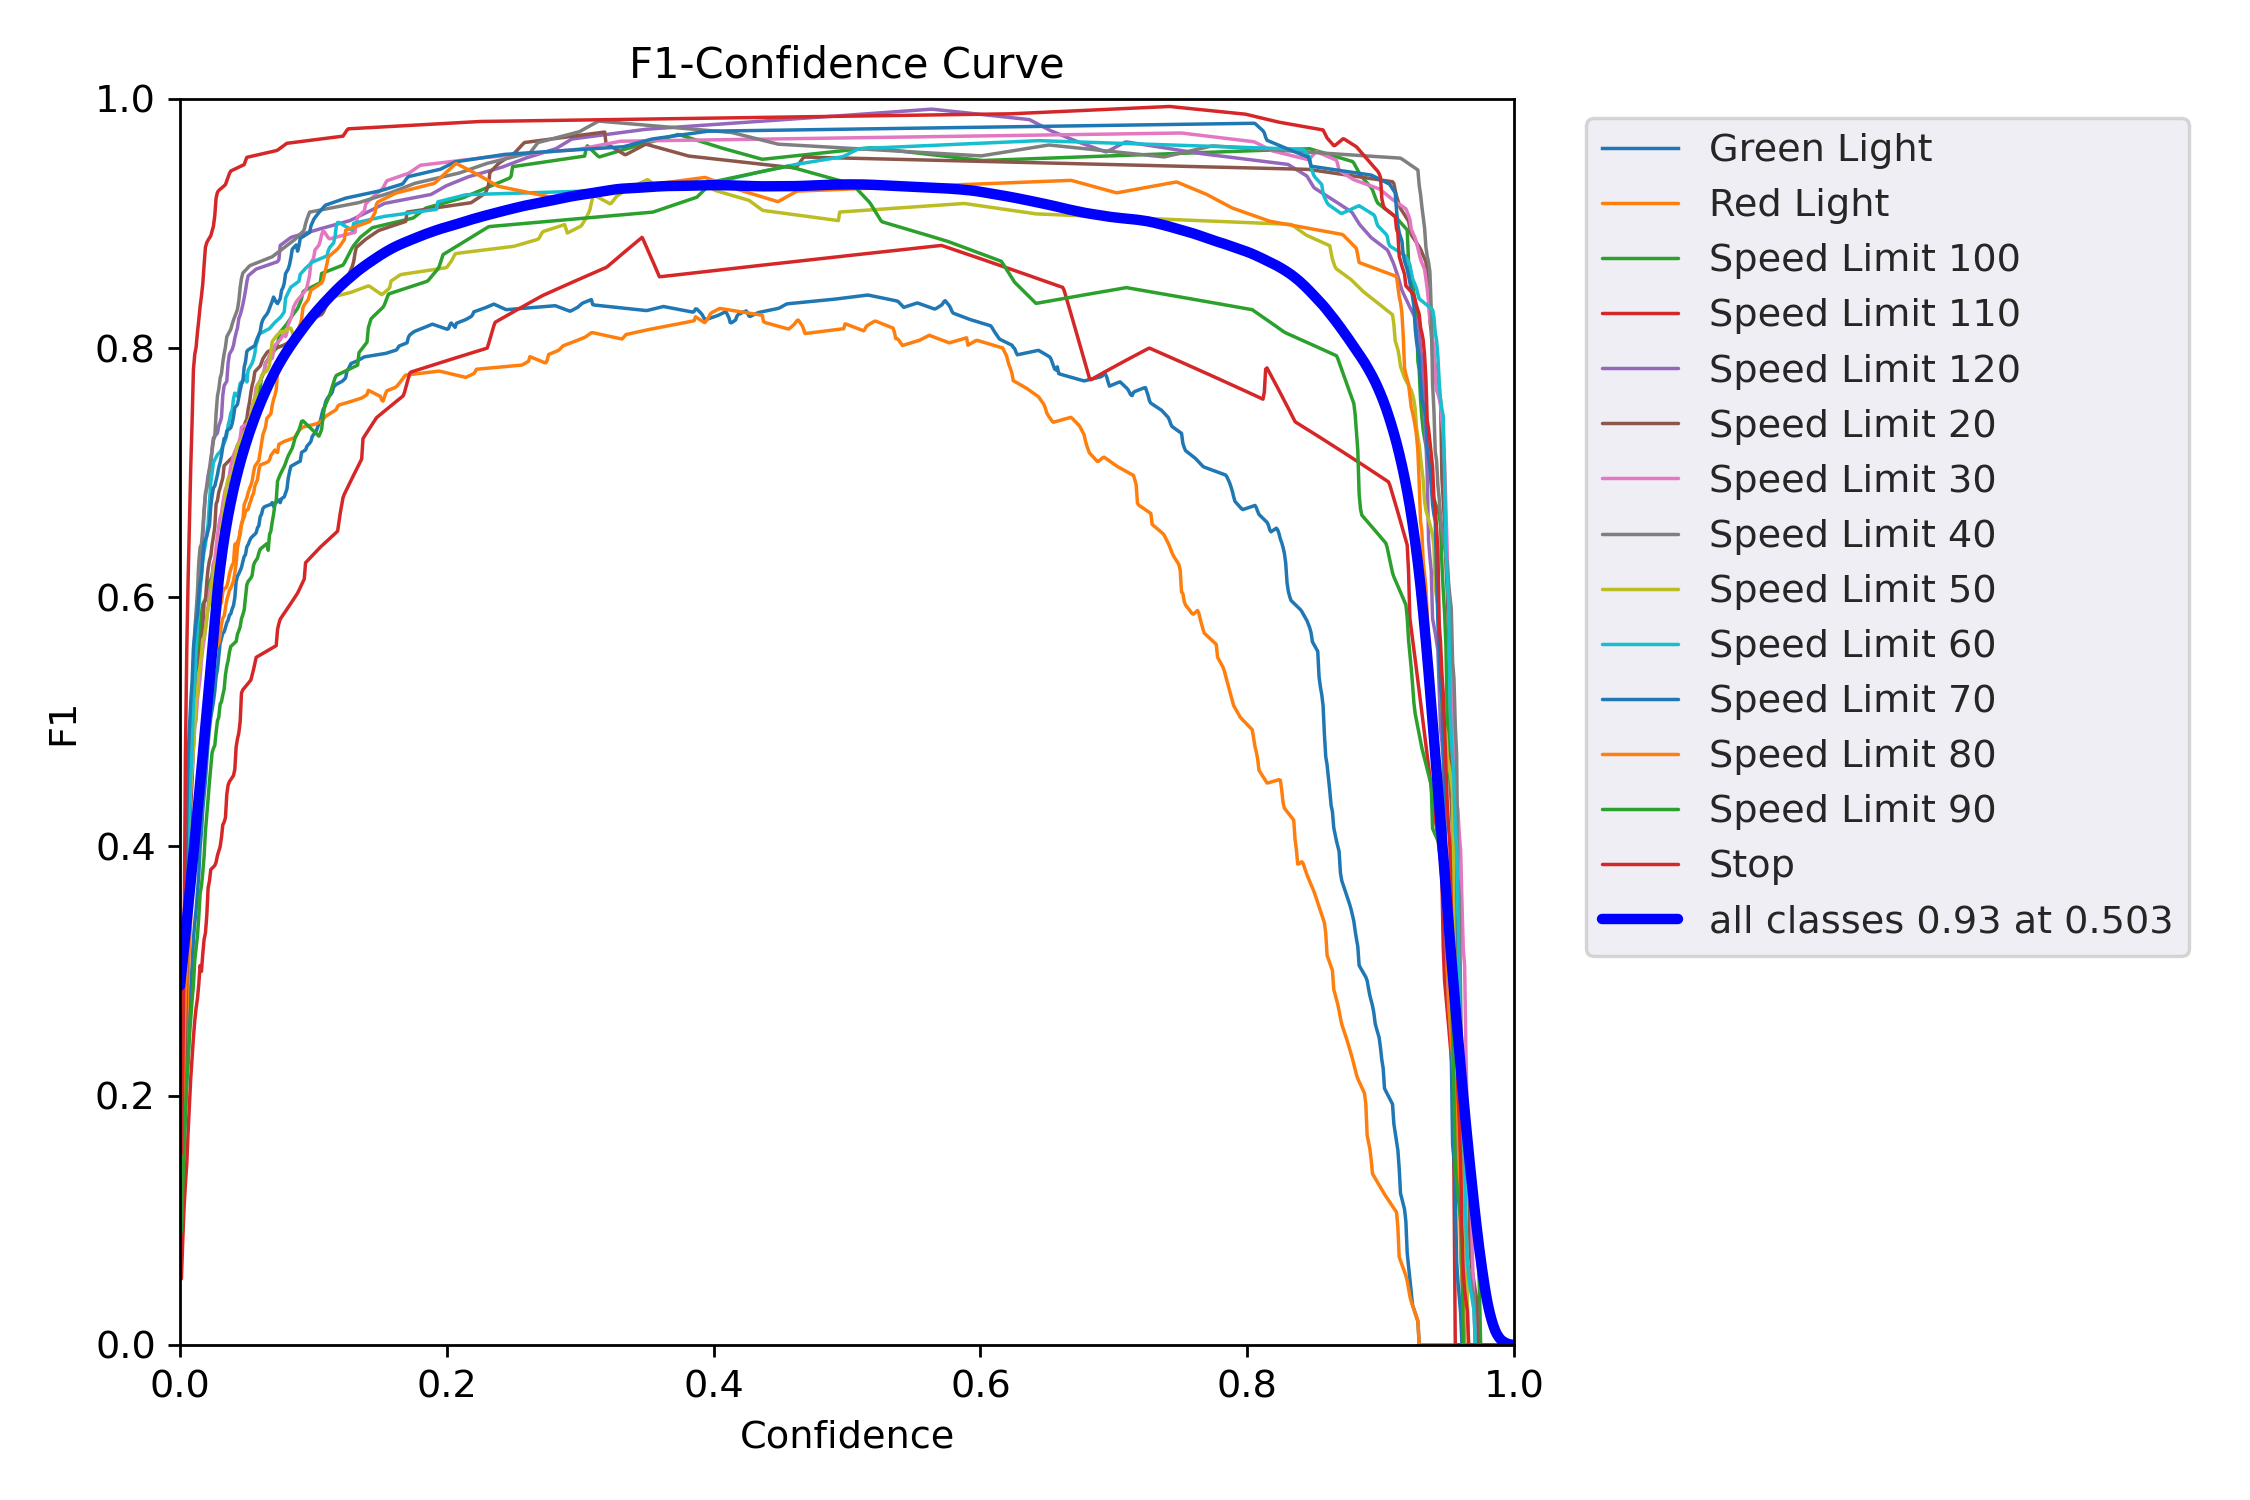 F1-Confidence Curve
1.0
0.8
0.6
0.4
0.2
0.0
F1
0.0 0.2 0.4 0.6 0.8 1.0
Confidence
Green Light
Red Light
Speed Limit 100
Speed Limit 110
Speed Limit 120
Speed Limit 20
Speed Limit 30
Speed Limit 40
Speed Limit 50
Speed Limit 60
Speed Limit 70
Speed Limit 80
Speed Limit 90
Stop
all classes 0.93 at 0.503